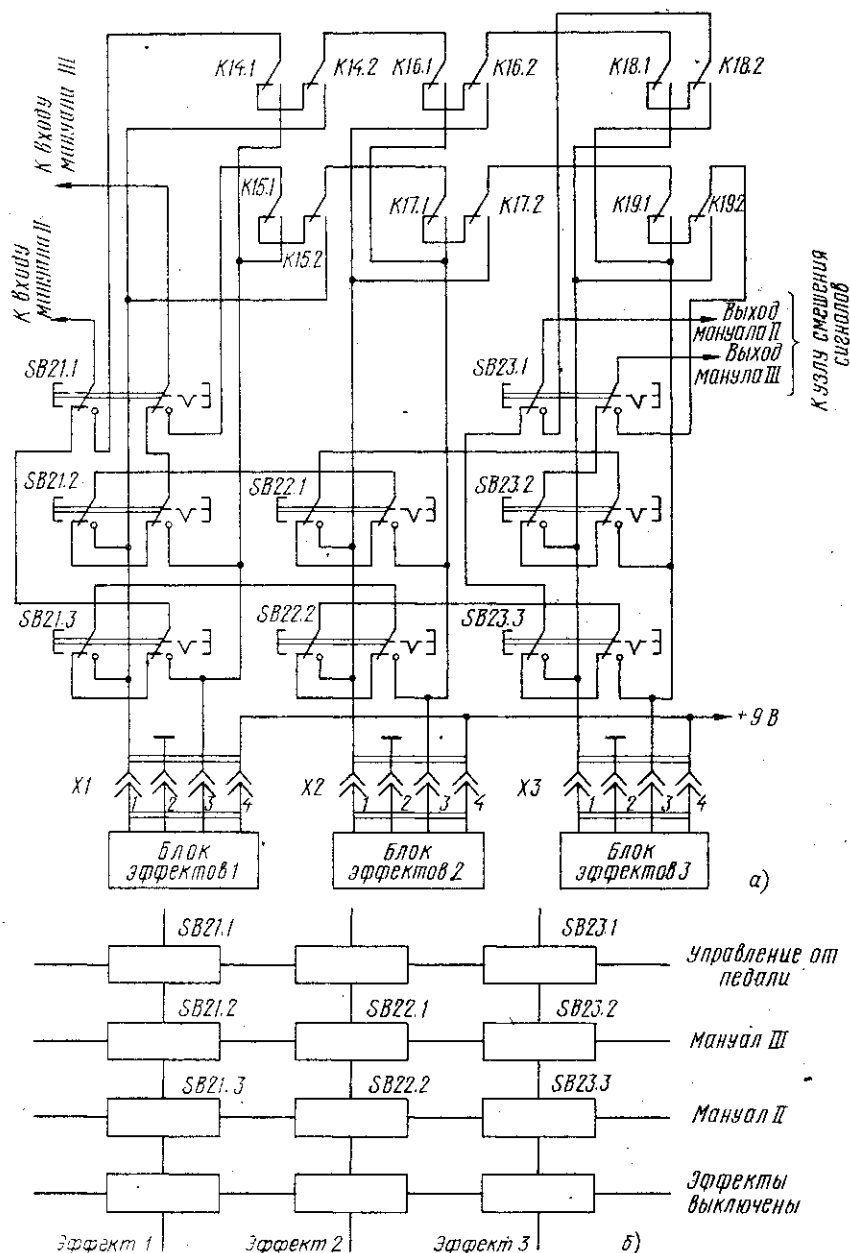 K14.1 K14.2 K16.1 K16.2 K18.1 K18.2
К входу
мануала III
K15.1 K17.1 K17.2 K19.1 K19.2
K15.2
К входу
мануала II
Выход
мануала II
Выход
манула III
К узлу смешения
сигналов
SB21.1 SB23.1
SB21.2 SB22.1 SB23.2
SB21.3 SB22.2 SB23.3
+9 В
X1 X2 X3
1 2 3 4 1 2 3 4 1 2 3 4
Блок
эффектов 1
Блок
эффектов 2
Блок
эффектов 3
а)
SB21.1 SB23.1
Управление от
педали
SB21.2 SB22.1 SB23.2
Мануал III
SB21.3 SB22.2 SB23.3
Мануал II
Эффекты
выключены
Эффект 1 Эффект 2 Эффект 3 б)